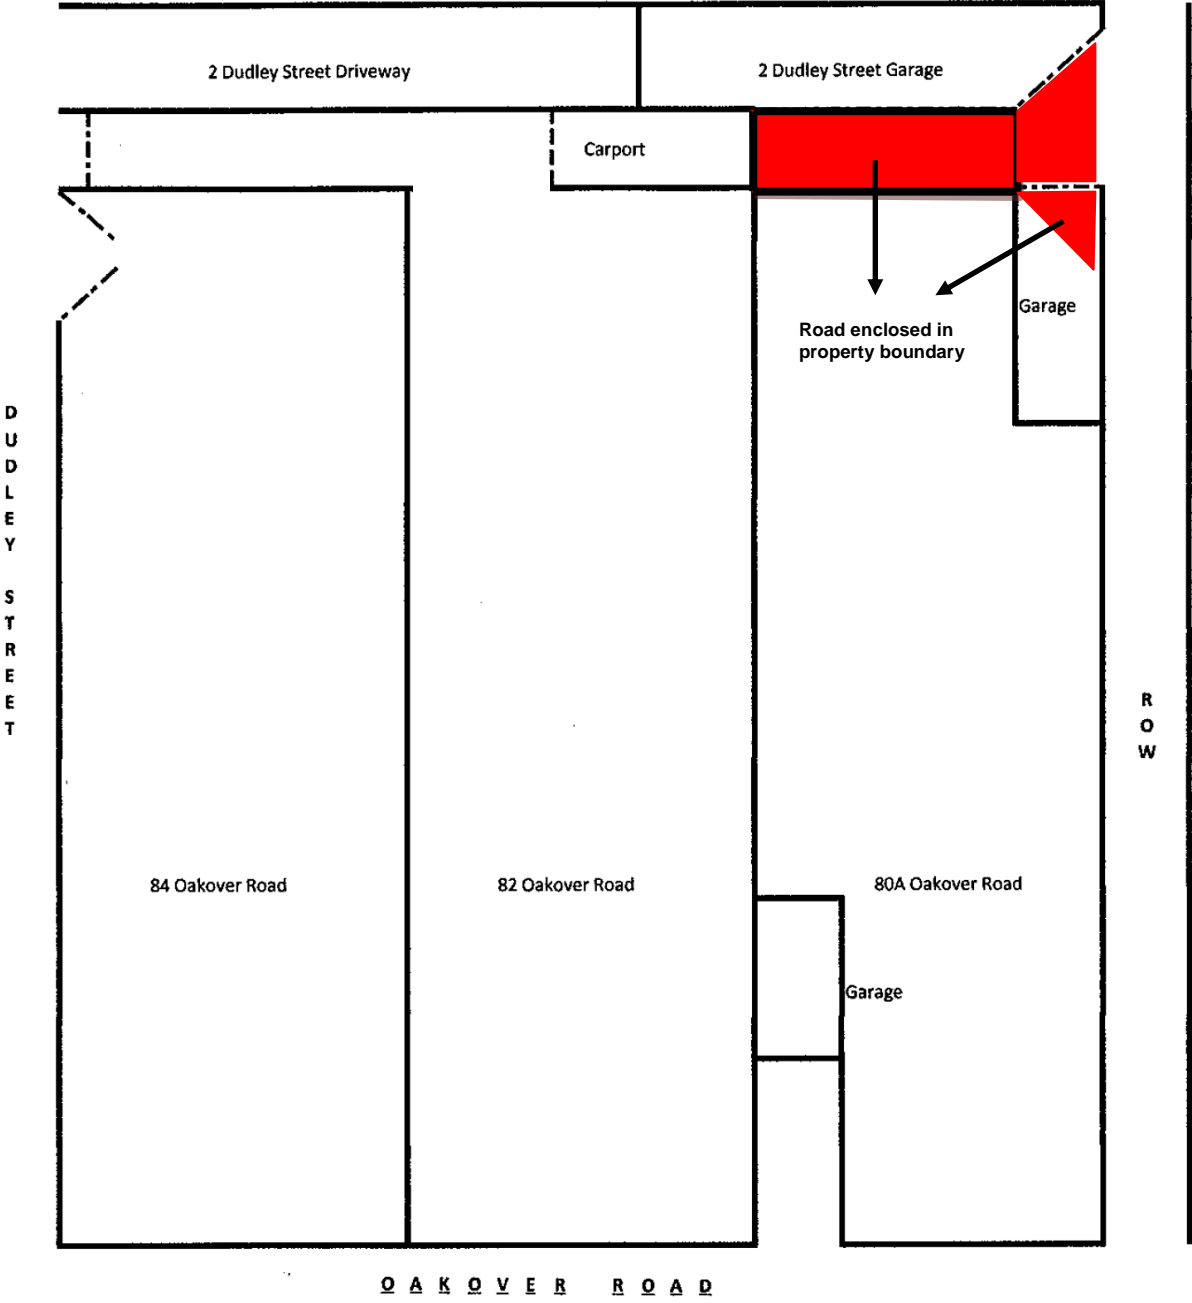 2 Dudley Street Driveway
2 Dudley Street Garage
Carport
Garage
Road enclosed in
property boundary
DUDLEY STREET
ROW
84 Oakover Road
82 Oakover Road
80A Oakover Road
Garage
OAKOVER ROAD